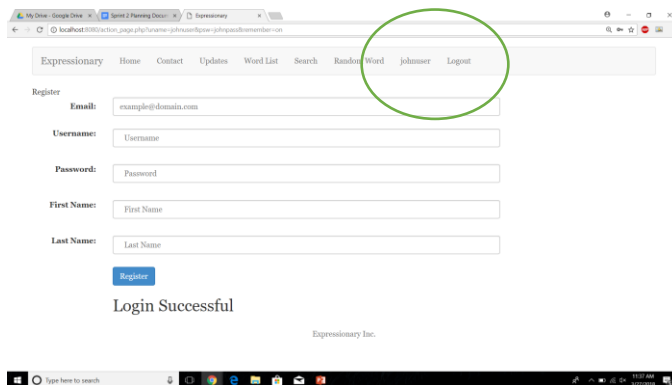 My Drive - Google Drive
Sprint 2 Planning Docum
Expressionary
localhost:8080/action_page.php?uname=johnuser&psw=johnpass&remember=on
Expressionary Home Contact Updates Word List Search Random Word johnuser Logout
Register
Email: example@domain.com
Username: Username
Password: Password
First Name: First Name
Last Name: Last Name
Register
Login Successful
Expressionary Inc.
Type here to search
11:37 AM